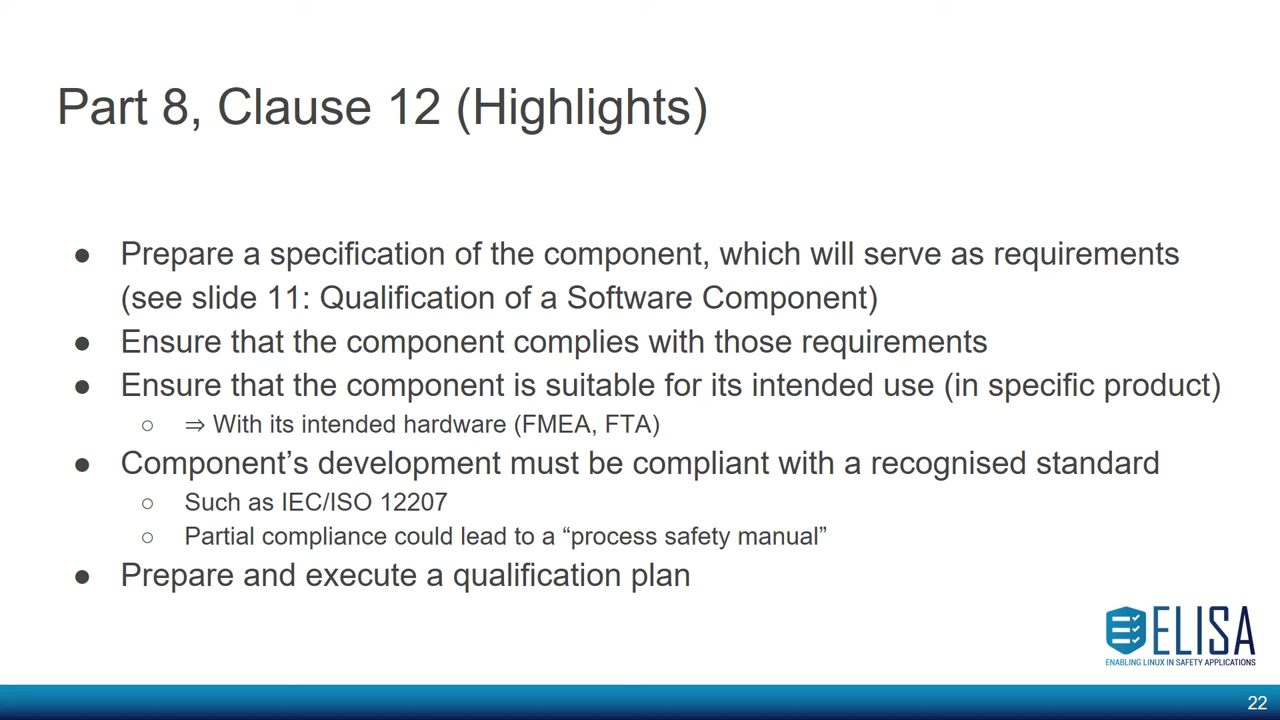 Part 8, Clause 12 (Highlights)
● Prepare a specification of the component, which will serve as requirements
(see slide 11: Qualification of a Software Component)
● Ensure that the component complies with those requirements
● Ensure that the component is suitable for its intended use (in specific product)
○ ⇒ With its intended hardware (FMEA, FTA)
● Component’s development must be compliant with a recognised standard
○ Such as IEC/ISO 12207
○ Partial compliance could lead to a “process safety manual”
● Prepare and execute a qualification plan
ELISA
ENABLING LINUX IN SAFETY APPLICATIONS
22